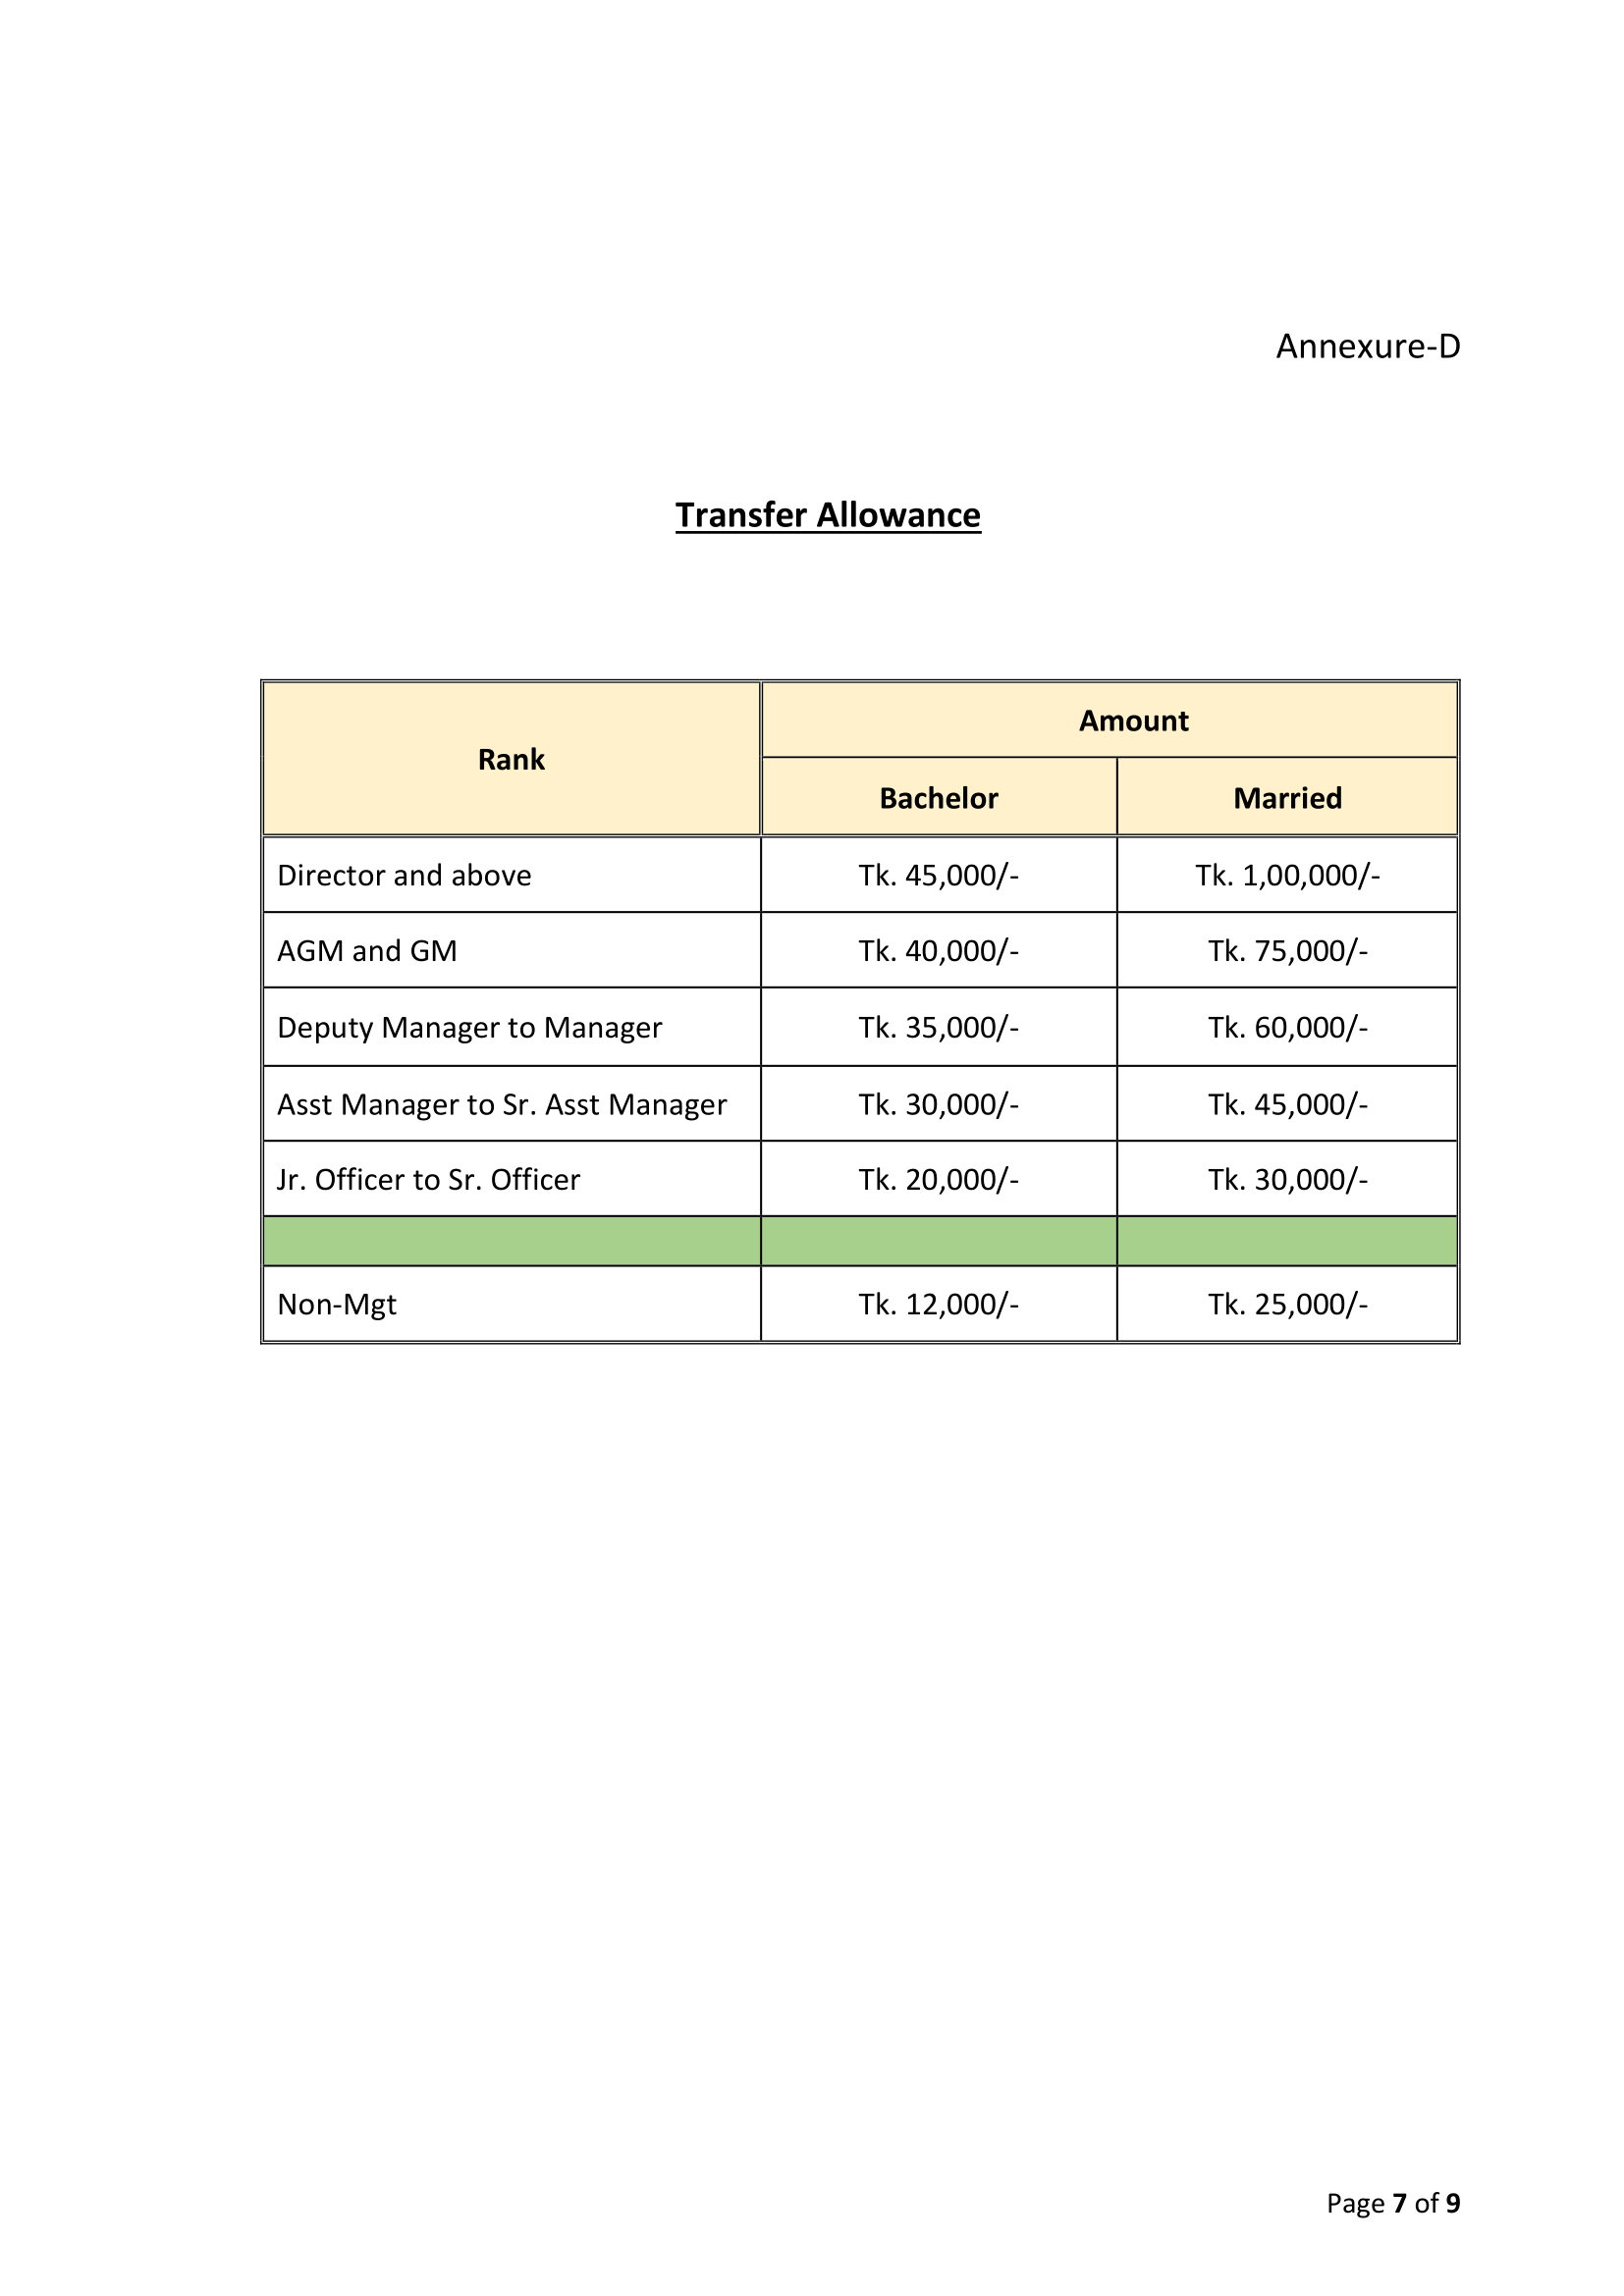 Annexure-D
Transfer Allowance
Rank
Amount
Bachelor Married
Director and above Tk. 45,000/- Tk. 1,00,000/-
AGM and GM Tk. 40,000/- Tk. 75,000/-
Deputy Manager to Manager Tk. 35,000/- Tk. 60,000/-
Asst Manager to Sr. Asst Manager Tk. 30,000/- Tk. 45,000/-
Jr. Officer to Sr. Officer Tk. 20,000/- Tk. 30,000/-
Non-Mgt Tk. 12,000/- Tk. 25,000/-
Page 7 of 9